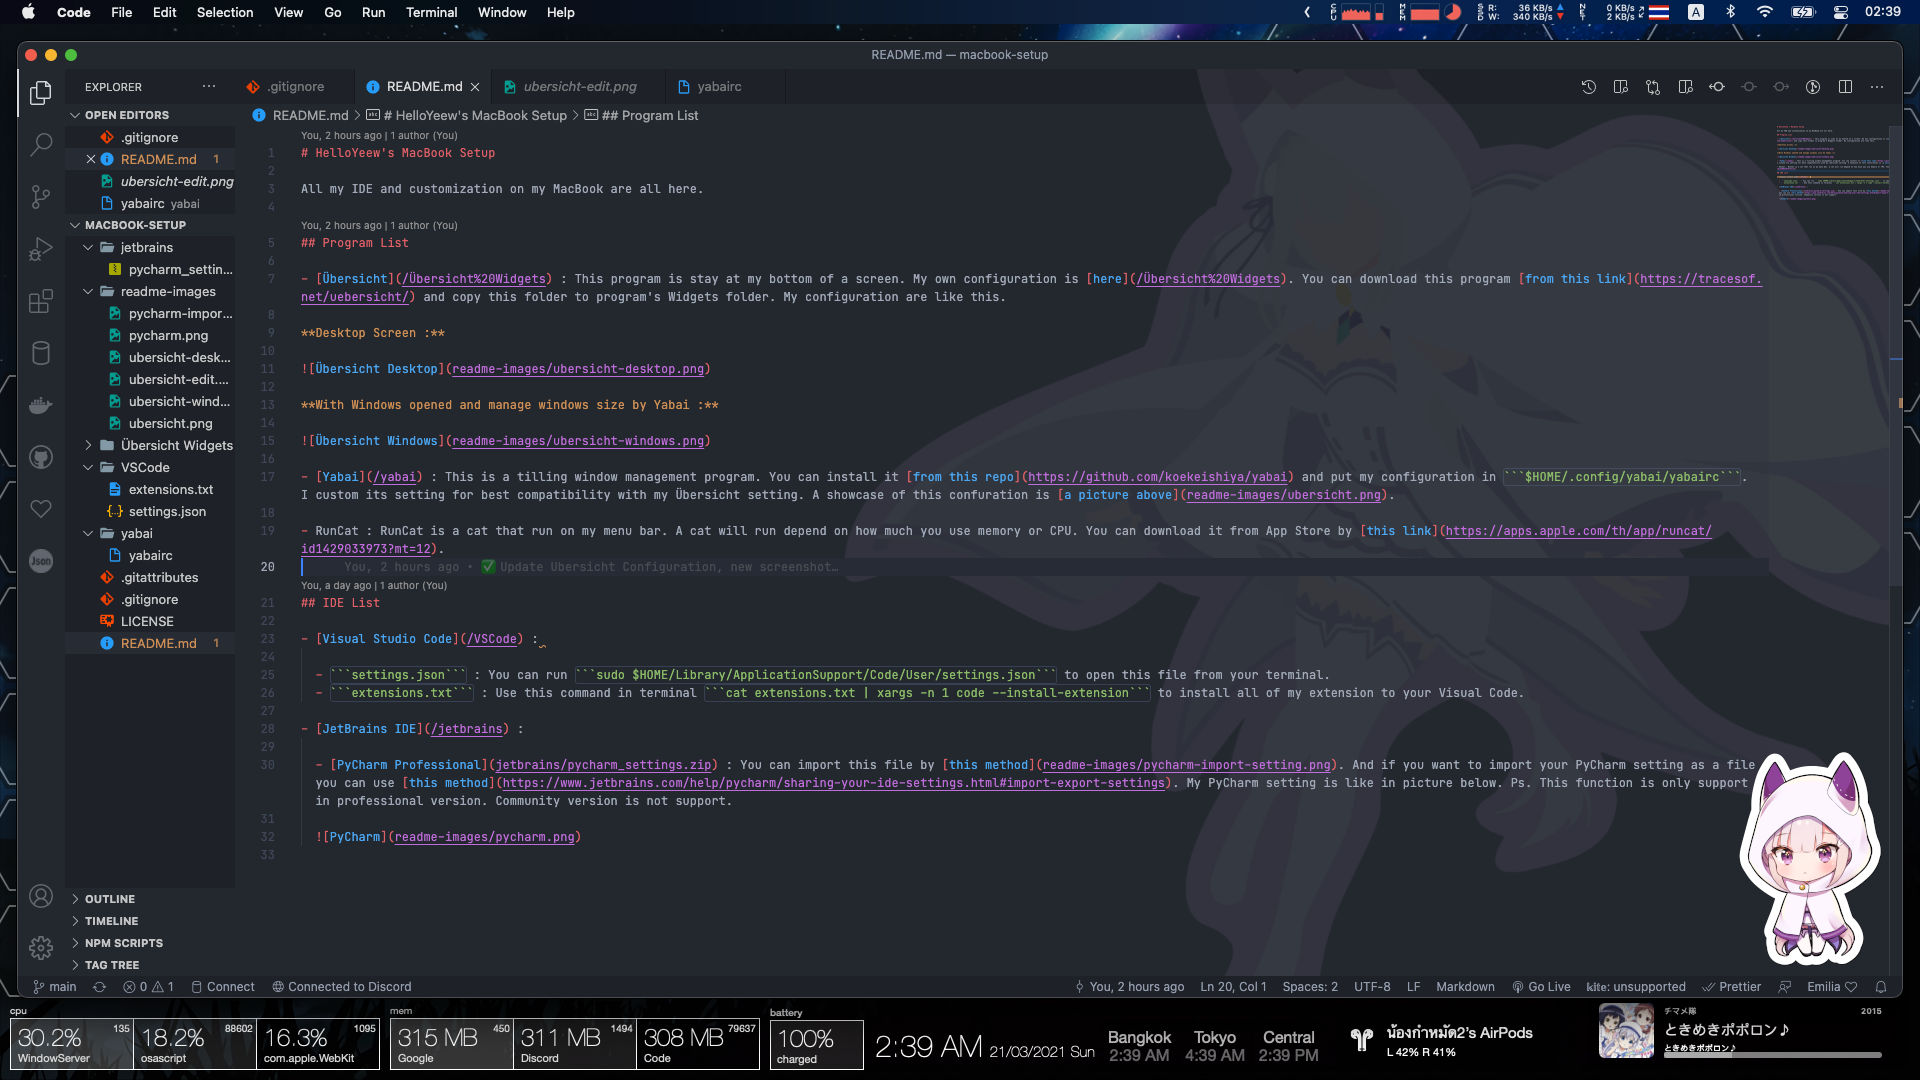 Code File Edit Selection View Go Run Terminal Window Help
CPU MEM SSD R: 36 KB/s W: 340 KB/s NET 0 KB/s 2 KB/s A 02:39
README.md — macbook-setup
EXPLORER
.gitignore README.md ubersicht-edit.png yabairc
OPEN EDITORS
.gitignore
README.md 1
ubersicht-edit.png
yabairc yabai
MACBOOK-SETUP
jetbrains
pycharm_settin...
readme-images
pycharm-impor...
pycharm.png
ubersicht-desk...
ubersicht-edit....
ubersicht-wind...
ubersicht.png
Übersicht Widgets
VSCode
extensions.txt
settings.json
yabai
yabairc
.gitattributes
.gitignore
LICENSE
README.md 1
Json
OUTLINE
TIMELINE
NPM SCRIPTS
TAG TREE
README.md > # HelloYeew's MacBook Setup > ## Program List
You, 2 hours ago | 1 author (You)
1 # HelloYeew's MacBook Setup
2
3 All my IDE and customization on my MacBook are all here.
4
You, 2 hours ago | 1 author (You)
5 ## Program List
6
7 - [Übersicht](/Übersicht%20Widgets) : This program is stay at my bottom of a screen. My own configuration is [here](/Übersicht%20Widgets). You can download this program [from this link](https://tracesof.
net/uebersicht/) and copy this folder to program's Widgets folder. My configuration are like this.
8
9 **Desktop Screen :**
10
11 ![Übersicht Desktop](readme-images/ubersicht-desktop.png)
12
13 **With Windows opened and manage windows size by Yabai :**
14
15 ![Übersicht Windows](readme-images/ubersicht-windows.png)
16
17 - [Yabai](/yabai) : This is a tilling window management program. You can install it [from this repo](https://github.com/koekeishiya/yabai) and put my configuration in ```$HOME/.config/yabai/yabairc```.
I custom its setting for best compatibility with my Übersicht setting. A showcase of this confuration is [a picture above](readme-images/ubersicht.png).
18
19 - RunCat : RunCat is a cat that run on my menu bar. A cat will run depend on how much you use memory or CPU. You can download it from App Store by [this link](https://apps.apple.com/th/app/runcat/
id1429033973?mt=12).
20 You, 2 hours ago • ✅ Update Ubersicht Configuration, new screenshot…
You, a day ago | 1 author (You)
21 ## IDE List
22
23 - [Visual Studio Code](/VSCode) :
24
25 - ```settings.json``` : You can run ```sudo $HOME/Library/ApplicationSupport/Code/User/settings.json``` to open this file from your terminal.
26 - ```extensions.txt``` : Use this command in terminal ```cat extensions.txt | xargs -n 1 code --install-extension``` to install all of my extension to your Visual Code.
27
28 - [JetBrains IDE](/jetbrains) :
29
30 - [PyCharm Professional](jetbrains/pycharm_settings.zip) : You can import this file by [this method](readme-images/pycharm-import-setting.png). And if you want to import your PyCharm setting as a file
you can use [this method](https://www.jetbrains.com/help/pycharm/sharing-your-ide-settings.html#import-export-settings). My PyCharm setting is like in picture below. Ps. This function is only support
in professional version. Community version is not support.
31
32 ![PyCharm](readme-images/pycharm.png)
33
main 0 1 Connect Connected to Discord You, 2 hours ago Ln 20, Col 1 Spaces: 2 UTF-8 LF Markdown Go Live kite: unsupported Prettier Emilia
cpu
30.2% 135 WindowServer
18.2% 88602 osascript
16.3% 1095 com.apple.WebKit
mem
315 MB 450 Google
311 MB 1494 Discord
308 MB 79637 Code
battery
100% charged
2:39 AM 21/03/2021 Sun
Bangkok 2:39 AM
Tokyo 4:39 AM
Central 2:39 PM
น้องกำหมัด2's AirPods
L 42% R 41%
チマメ隊 2015
ときめきポポロン♪
ときめきポポロン♪